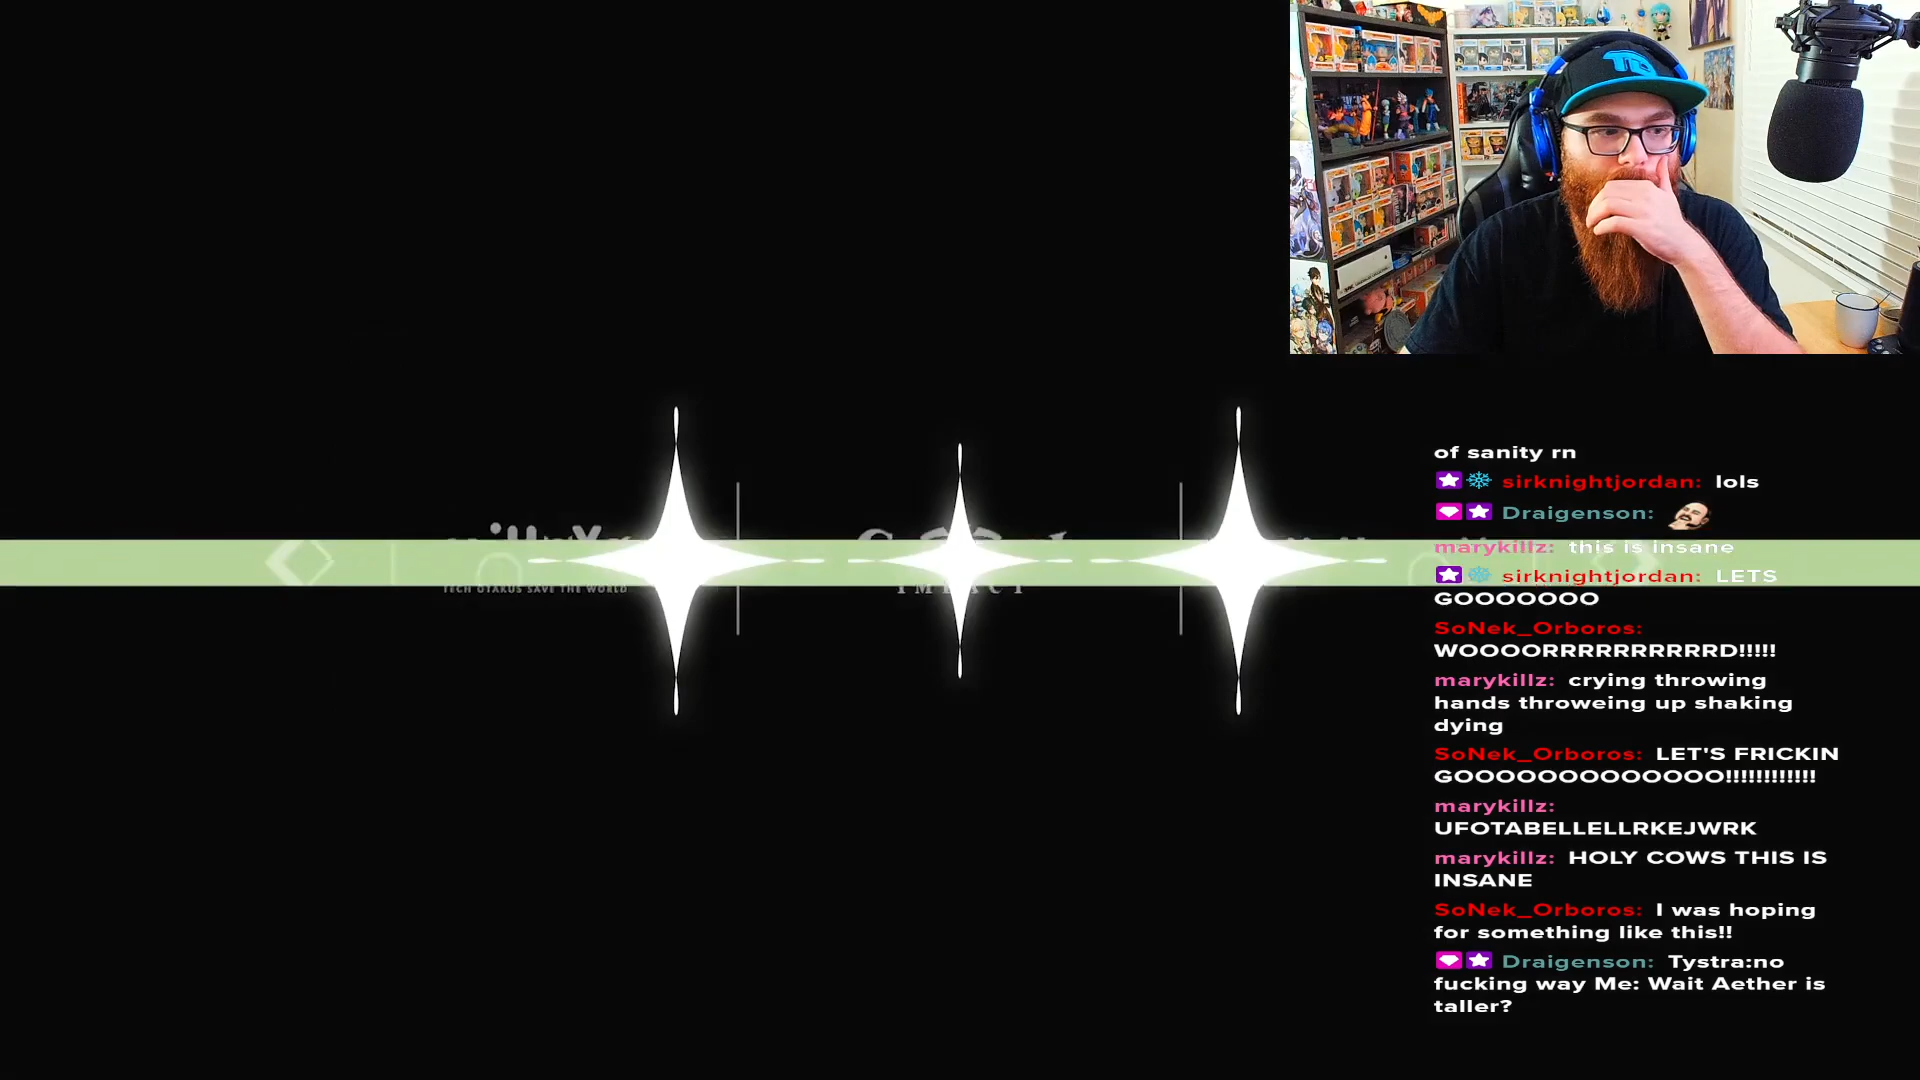 TECH OTAKUS SAVE THE WORLD
of sanity rn
sirknightjordan: lols
Draigenson:
marykillz: this is insane
sirknightjordan: LETS
GOOOOOOO
SoNek_Orboros:
WOOOORRRRRRRRRRRD!!!!!
marykillz: crying throwing
hands throweing up shaking
dying
SoNek_Orboros: LET'S FRICKIN
GOOOOOOOOOOOOO!!!!!!!!!!!!
marykillz:
UFOTABELLELLRKEJWRK
marykillz: HOLY COWS THIS IS
INSANE
SoNek_Orboros: I was hoping
for something like this!!
Draigenson: Tystra:no
fucking way Me: Wait Aether is
taller?